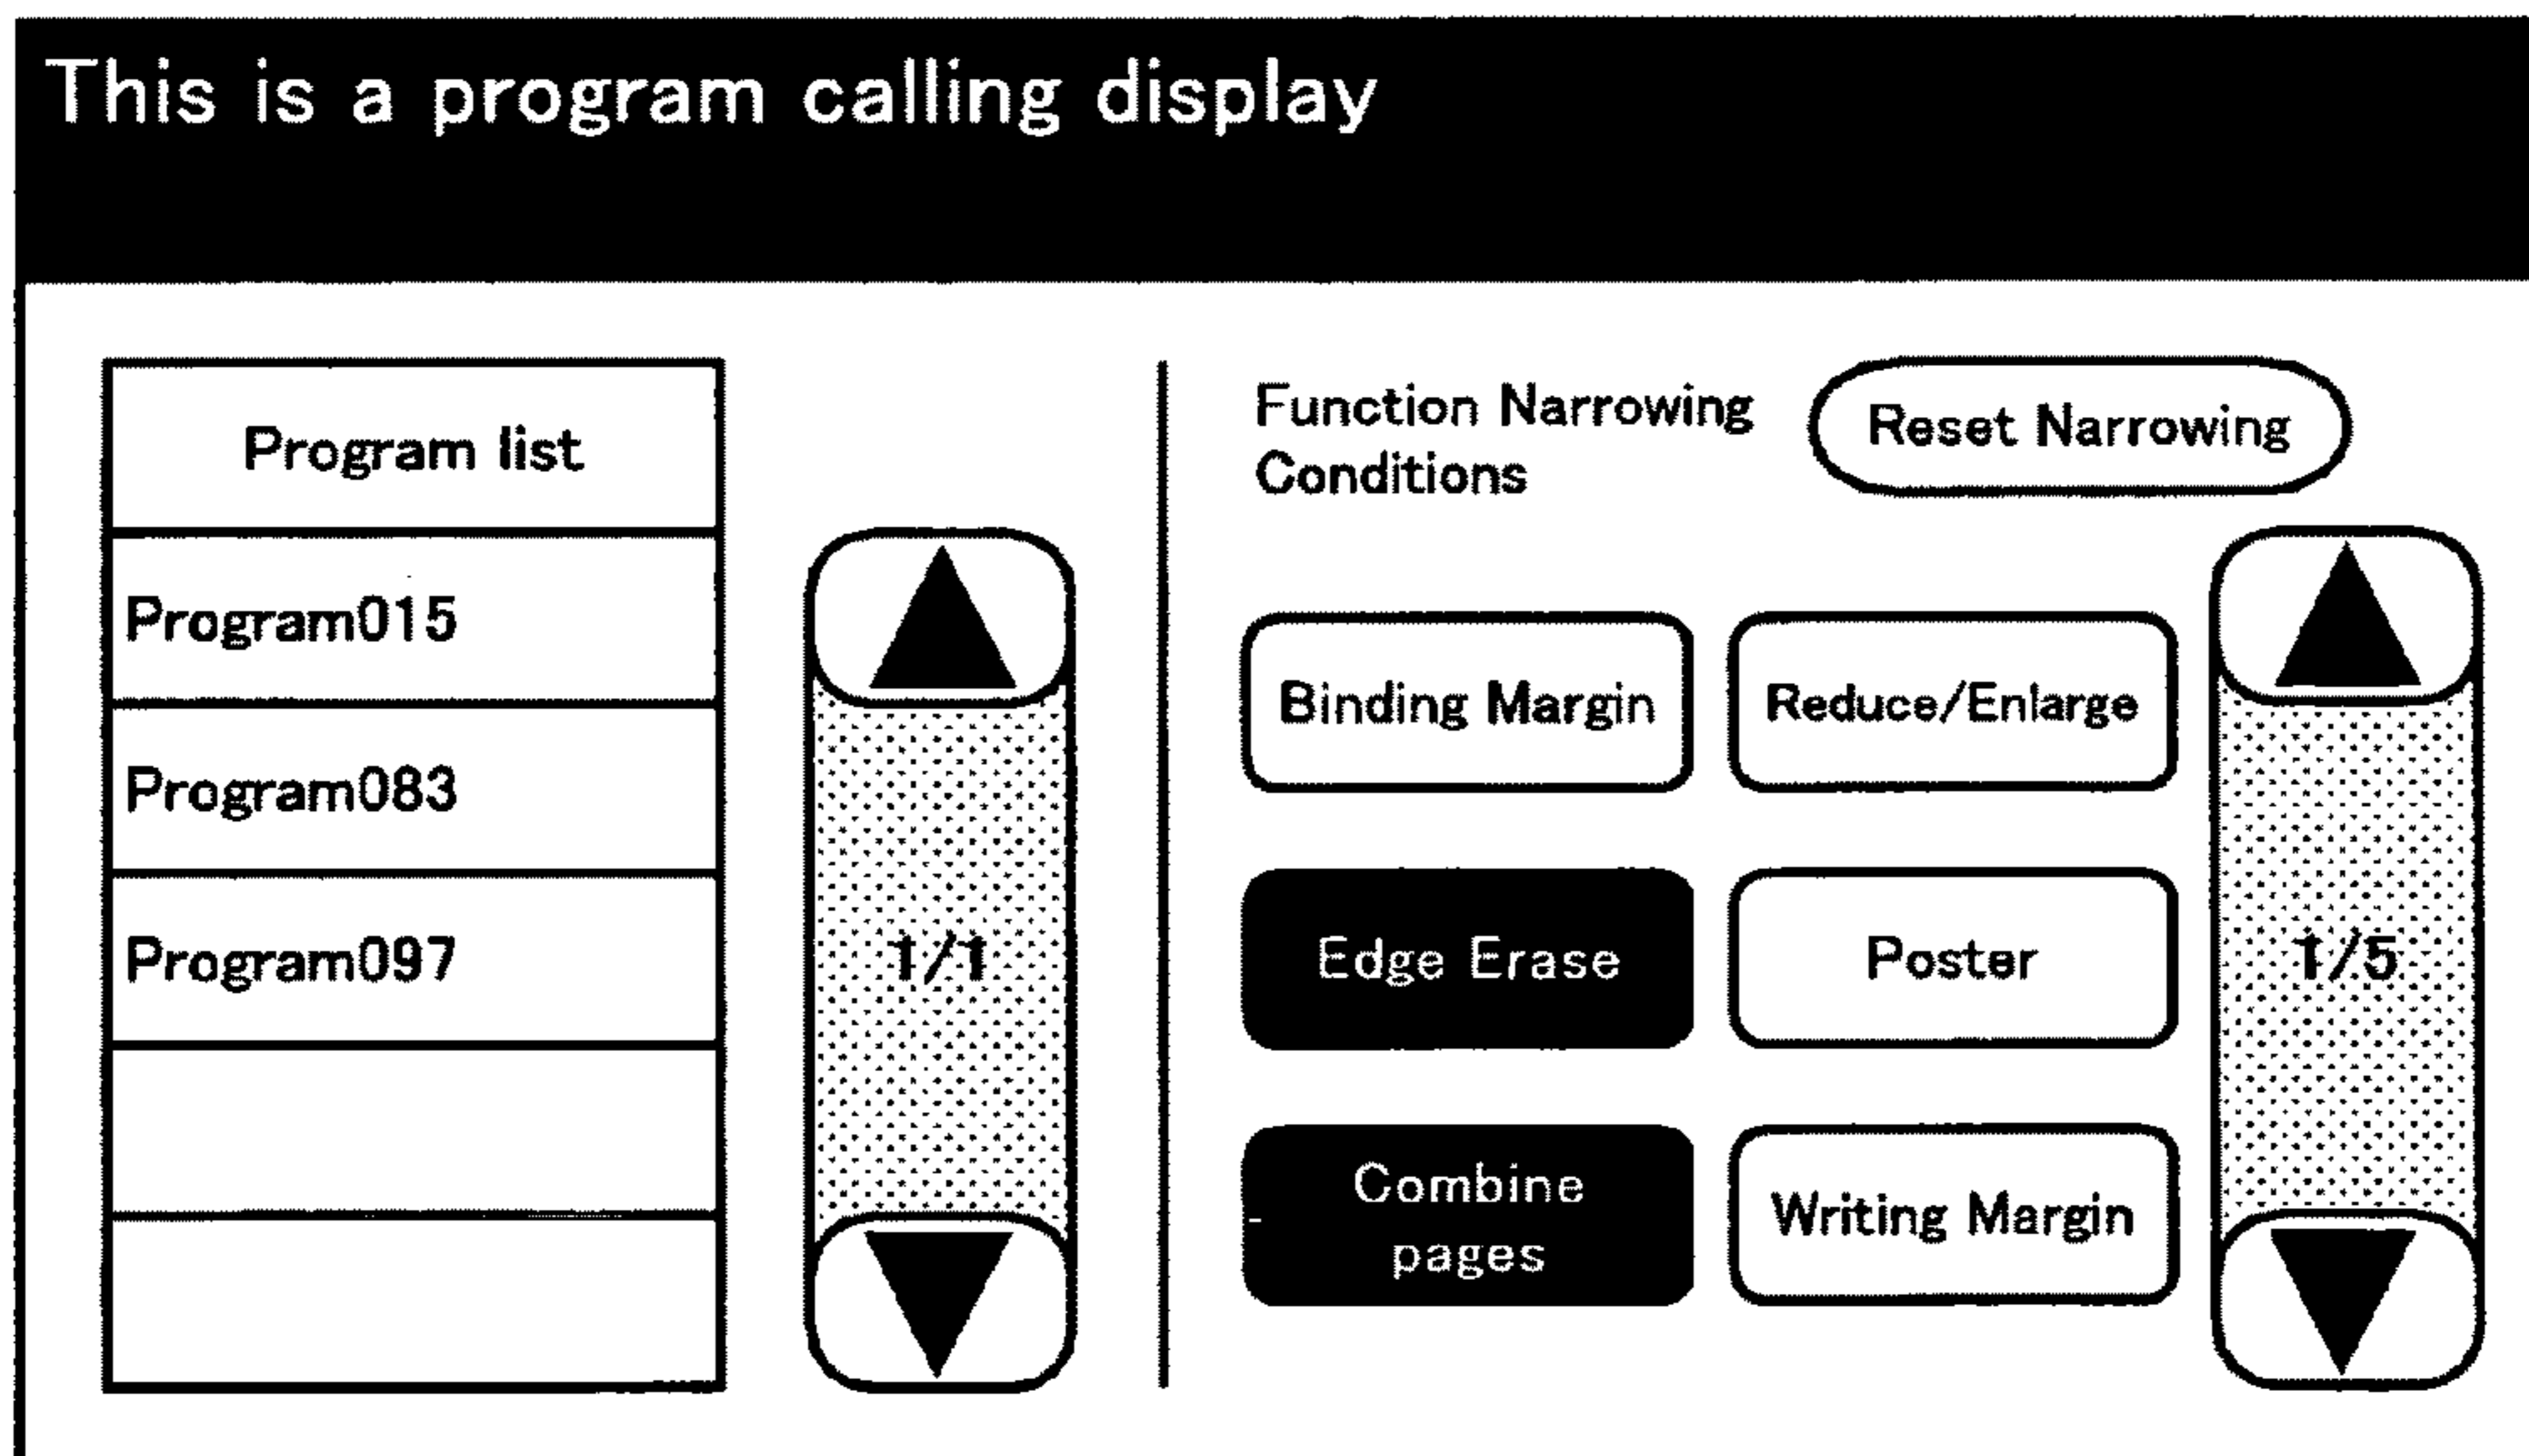 This is a program calling display
Program list
Program015
Program083
Program097
1/1
Function Narrowing
Conditions
Reset Narrowing
Binding Margin
Reduce/Enlarge
Edge Erase
Poster
Combine
pages
Writing Margin
1/5